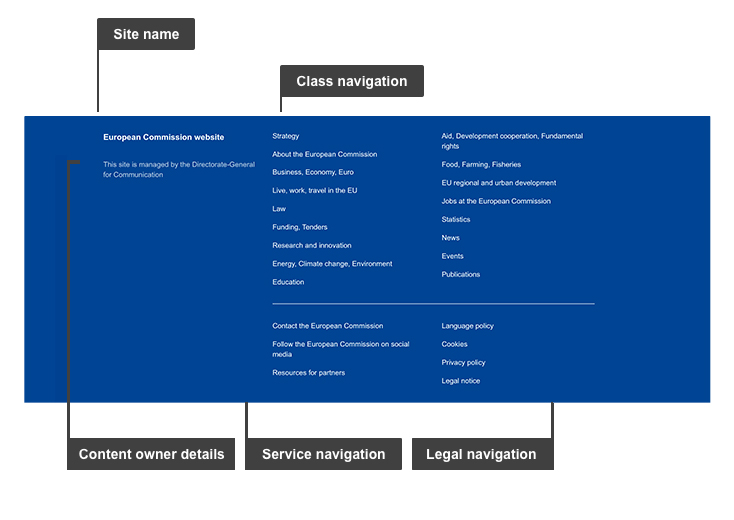 Site name
Class navigation
European Commission website
This site is managed by the Directorate-General
for Communication
Strategy
About the European Commission
Business, Economy, Euro
Live, work, travel in the EU
Law
Funding, Tenders
Research and innovation
Energy, Climate change, Environment
Education
Aid, Development cooperation, Fundamental
rights
Food, Farming, Fisheries
EU regional and urban development
Jobs at the European Commission
Statistics
News
Events
Publications
Contact the European Commission
Follow the European Commission on social
media
Resources for partners
Language policy
Cookies
Privacy policy
Legal notice
Content owner details
Service navigation
Legal navigation